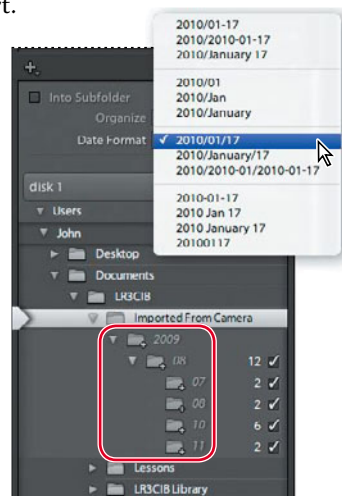 rt.
2010/01-17
2010/2010-01-17
2010/January 17
2010/01
2010/Jan
2010/January
✓ 2010/01/17
2010/January/17
2010/2010-01/2010-01-17
2010-01-17
2010 Jan 17
2010 January 17
20100117
Into Subfolder
Organize
Date Format
disk 1
Users
John
Desktop
Documents
LR3CIB
Imported From Camera
2009
08 12 ✓
07 2 ✓
08 2 ✓
10 6 ✓
11 2 ✓
Lessons
LR3CIB Library